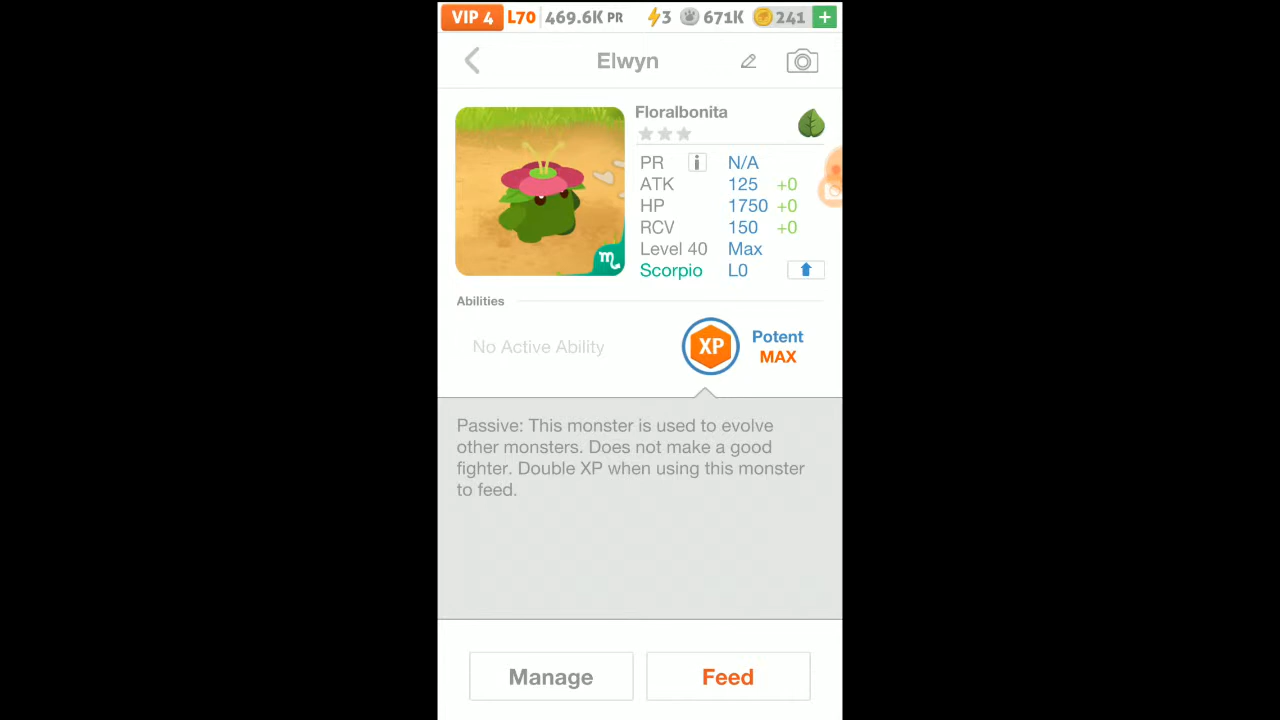 VIP 4 L70 469.6K PR 3 671K 241 +
Elwyn
Floralbonita
PR i N/A
ATK 125 +0
HP 1750 +0
RCV 150 +0
Level 40 Max
Scorpio L0
Abilities
No Active Ability
XP
Potent
MAX
Passive: This monster is used to evolve
other monsters. Does not make a good
fighter. Double XP when using this monster
to feed.
Manage Feed